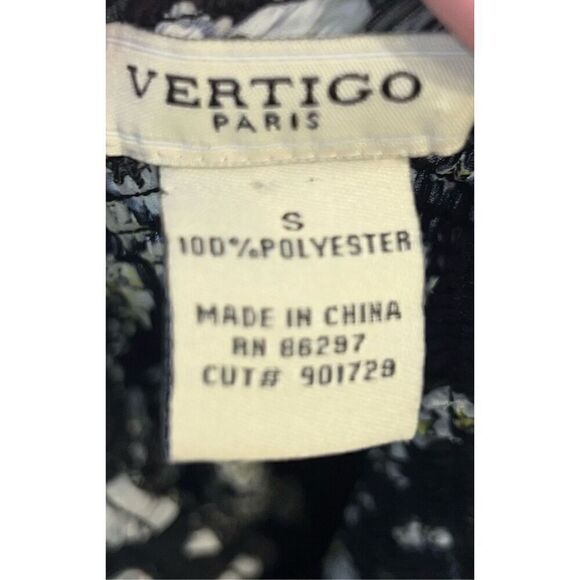 VERTIGO
PARIS
S
100%POLYESTER
MADE IN CHINA
RN 86297
CUT# 901729